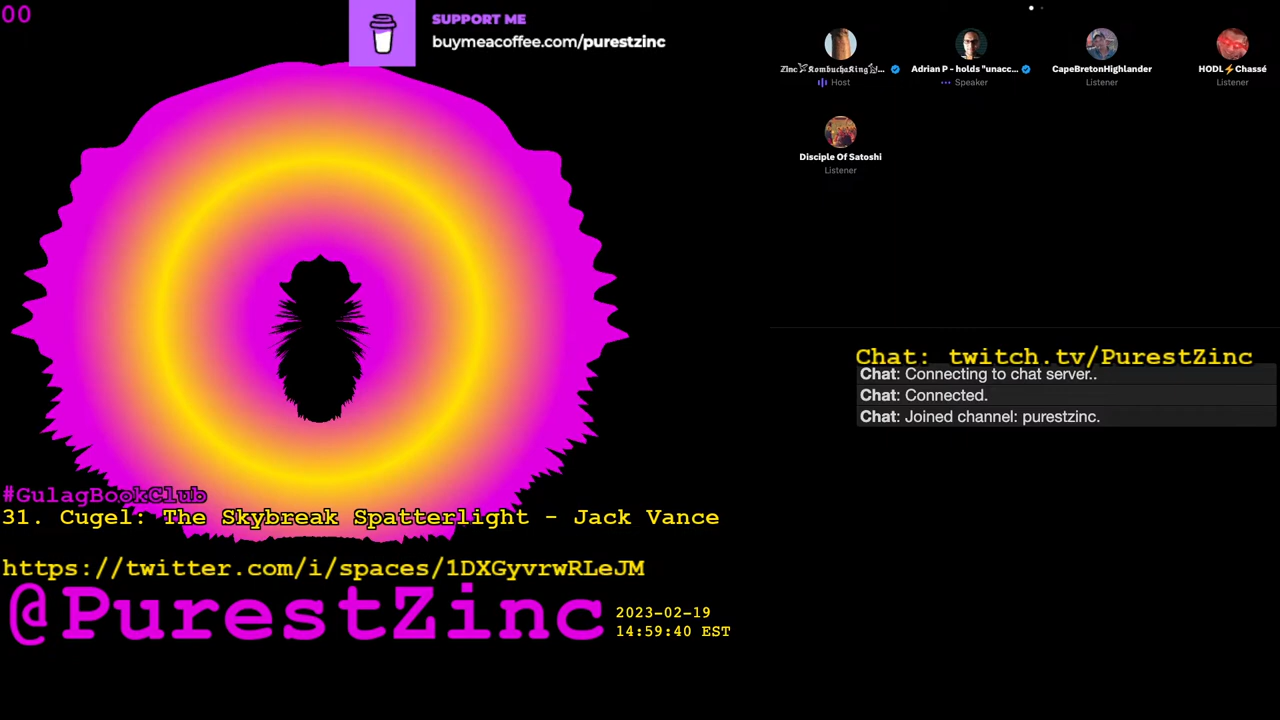 00
SUPPORT ME
buymeacoffee.com/purestzinc
Adrian P - holds "unacc...
Speaker
CapeBretonHighlander
Listener
HODL⚡Chassé
Listener
Host
Disciple Of Satoshi
Listener
Chat: twitch.tv/PurestZinc
Chat: Connecting to chat server..
Chat: Connected.
Chat: Joined channel: purestzinc.
#GulagBookClub
31. Cugel: The Skybreak Spatterlight - Jack Vance
https://twitter.com/i/spaces/1DXGyvrwRLeJM
@PurestZinc
2023-02-19
14:59:40 EST